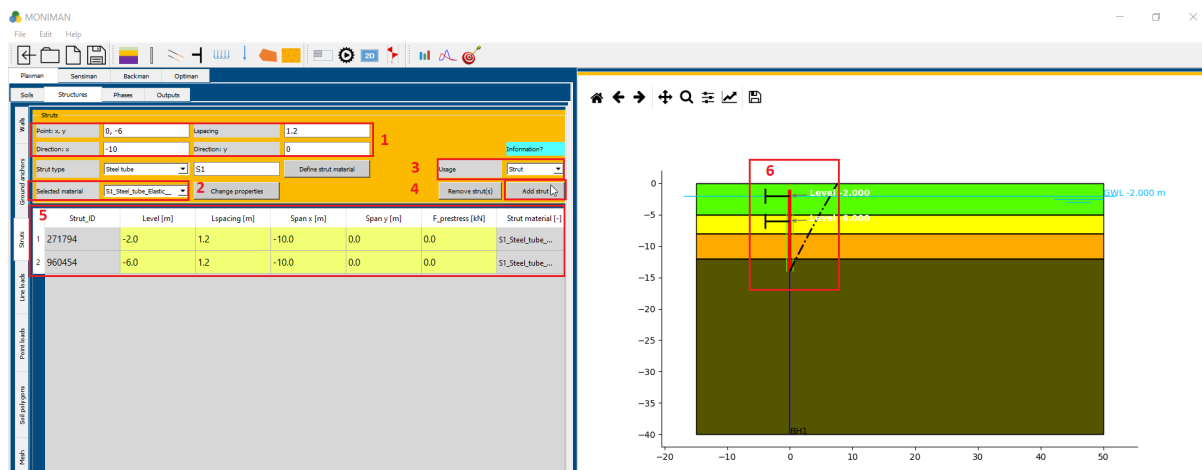 MONIMAN
File Edit Help
2D
Plaxman Sensiman Backman Optiman
Soils Structures Phases Outputs
Walls
Ground anchors
Struts
Line loads
Point loads
Soil polygons
Mesh
Struts
Point: x, y 0, -6 Lspacing 1.2 1
Direction: x -10 Direction: y 0 Information?
Strut type Steel tube S1 Define strut material 3 Usage Strut
Selected material S1_Steel_tube_Elastic_ 2 Change properties 4 Remove strut(s) Add strut
5 Strut_ID Level [m] Lspacing [m] Span x [m] Span y [m] F_prestress [kN] Strut material [-]
1 271794 -2.0 1.2 -10.0 0.0 0.0 S1_Steel_tube_...
2 960454 -6.0 1.2 -10.0 0.0 0.0 S1_Steel_tube_...
6
Level -2.000
GWL -2.000 m
Level -6.000
BH1
0
−5
−10
−15
−20
−25
−30
−35
−40
−20 −10 0 10 20 30 40 50